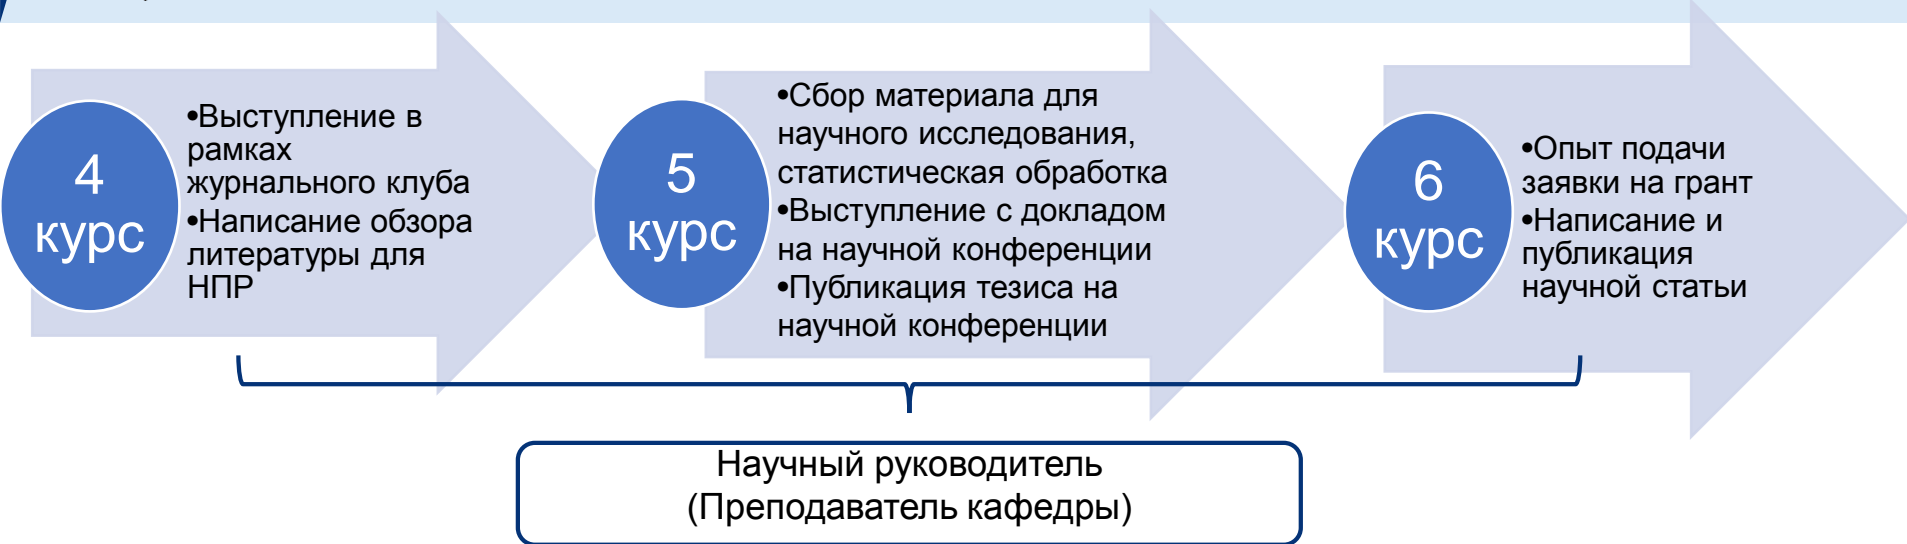 4
курс
•Выступление в
рамках
журнального клуба
•Написание обзора
литературы для
НПР
5
курс
•Сбор материала для
научного исследования,
статистическая обработка
•Выступление с докладом
на научной конференции
•Публикация тезиса на
научной конференции
6
курс
•Опыт подачи
заявки на грант
•Написание и
публикация
научной статьи
Научный руководитель
(Преподаватель кафедры)